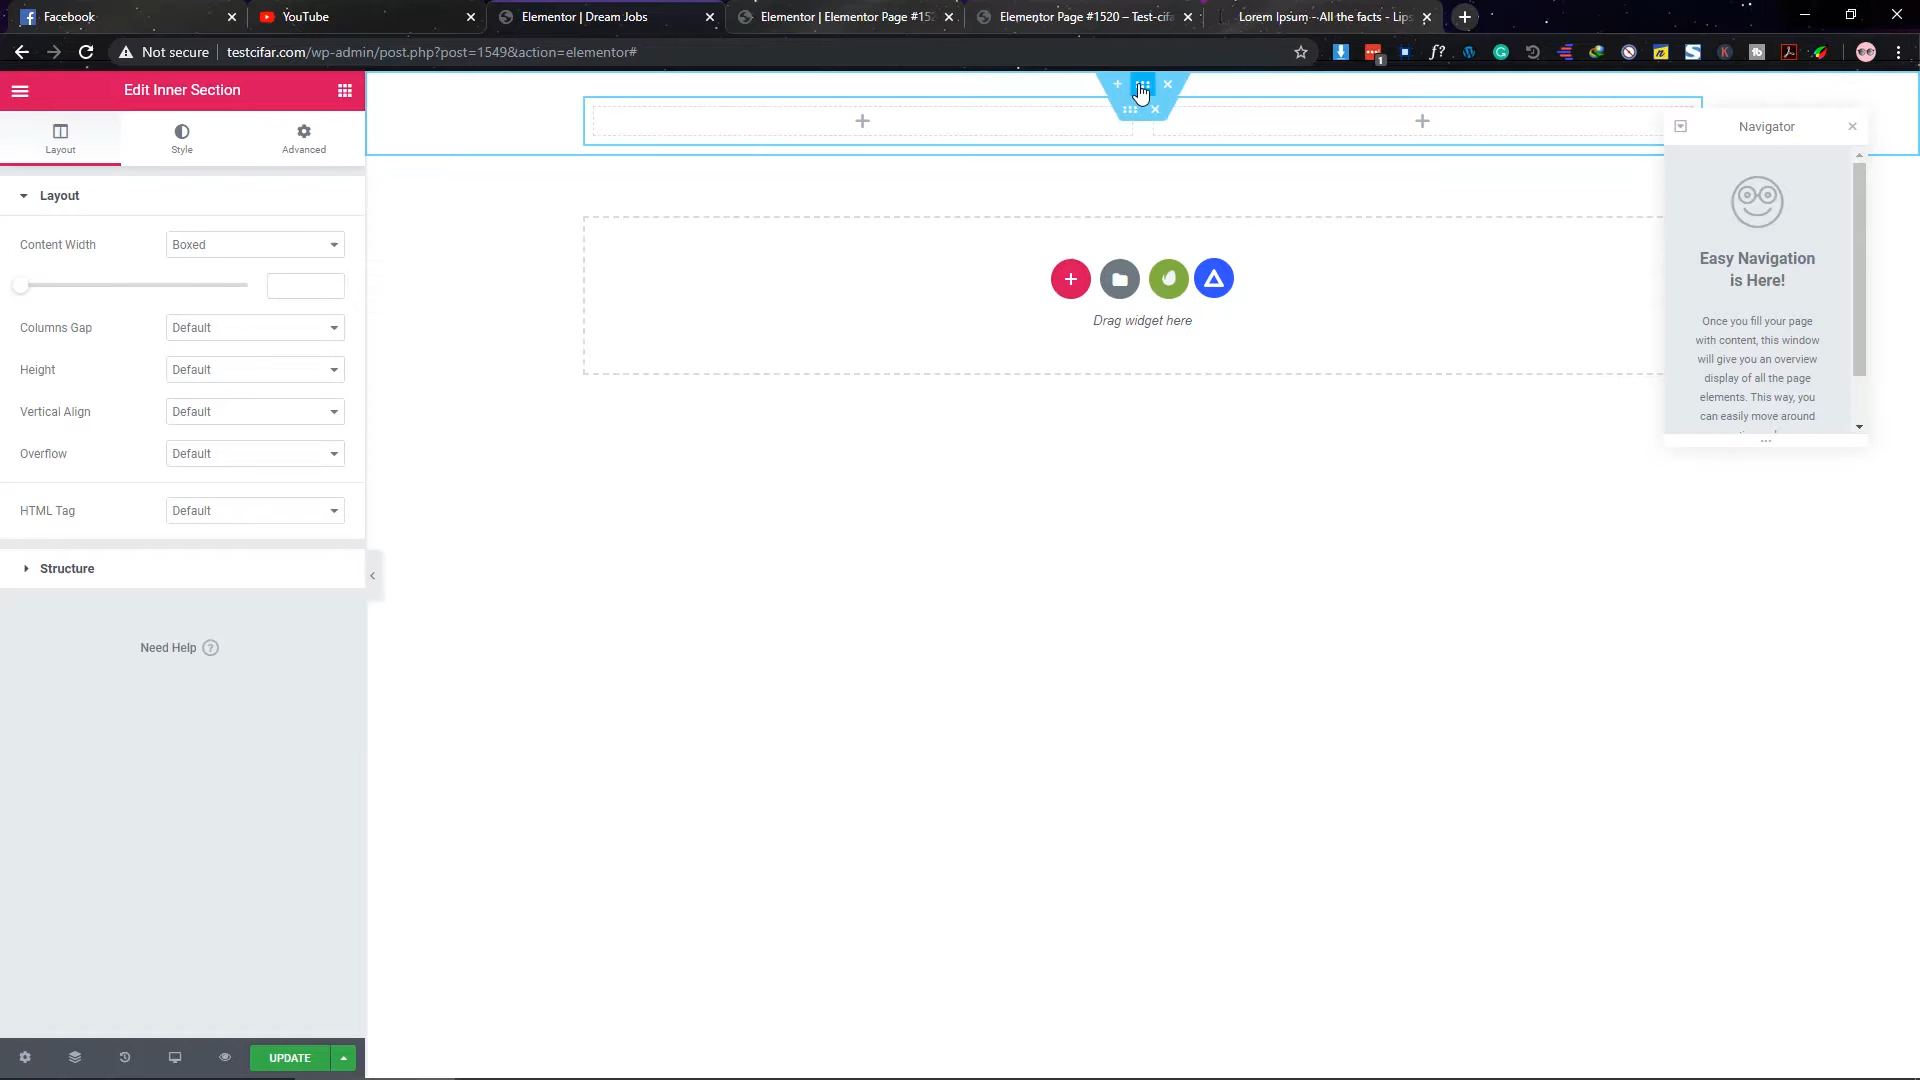 Facebook
YouTube
Elementor | Dream Jobs
Elementor | Elementor Page #152
Elementor Page #1520 – Test-cifa
Lorem Ipsum - All the facts - Lips
Not secure
testcifar.com/wp-admin/post.php?post=1549&action=elementor#
f?
1
Edit Inner Section
Layout
Style
Advanced
Layout
Content Width
Boxed
Columns Gap
Default
Height
Default
Vertical Align
Default
Overflow
Default
HTML Tag
Default
Structure
Need Help ?
UPDATE
Drag widget here
Navigator
Easy Navigation
is Here!
Once you fill your page
with content, this window
will give you an overview
display of all the page
elements. This way, you
can easily move around